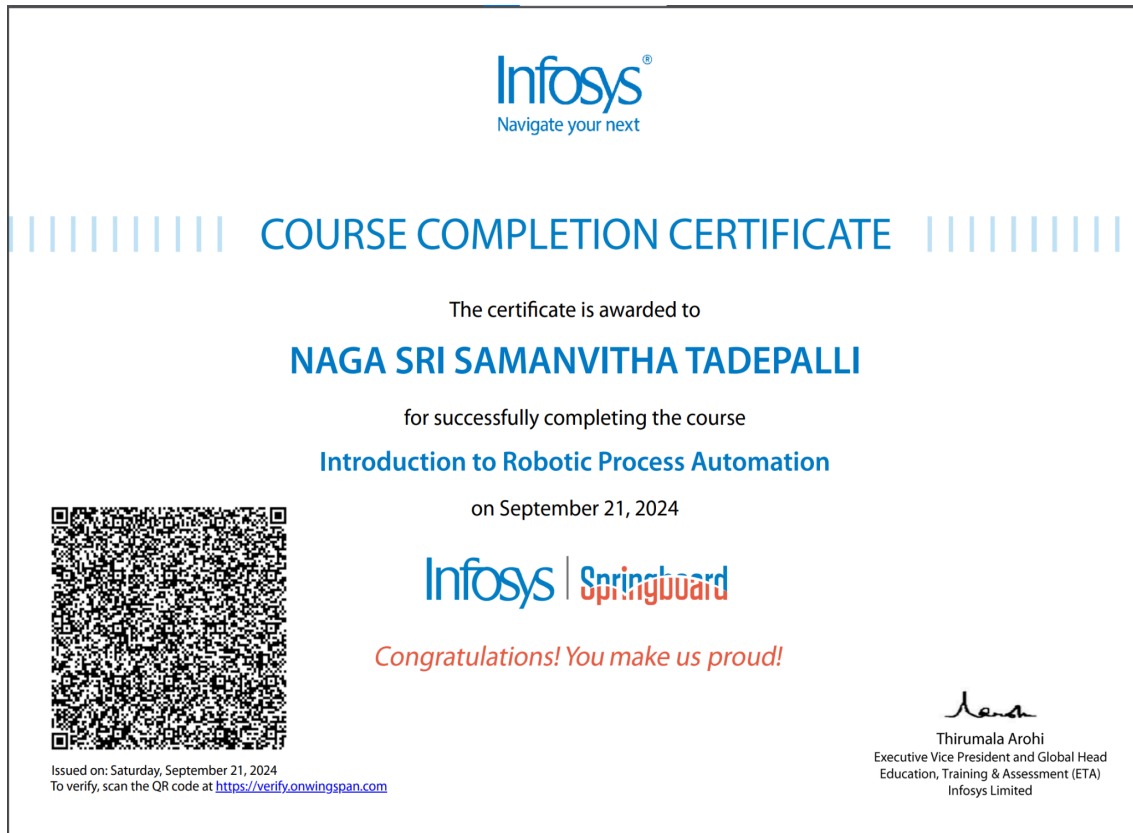 Infosys®
Navigate your next
COURSE COMPLETION CERTIFICATE
The certificate is awarded to
NAGA SRI SAMANVITHA TADEPALLI
for successfully completing the course
Introduction to Robotic Process Automation
on September 21, 2024
Infosys | Springboard
Congratulations! You make us proud!
Issued on: Saturday, September 21, 2024
To verify, scan the QR code at https://verify.onwingspan.com
Thirumala Arohi
Executive Vice President and Global Head
Education, Training & Assessment (ETA)
Infosys Limited